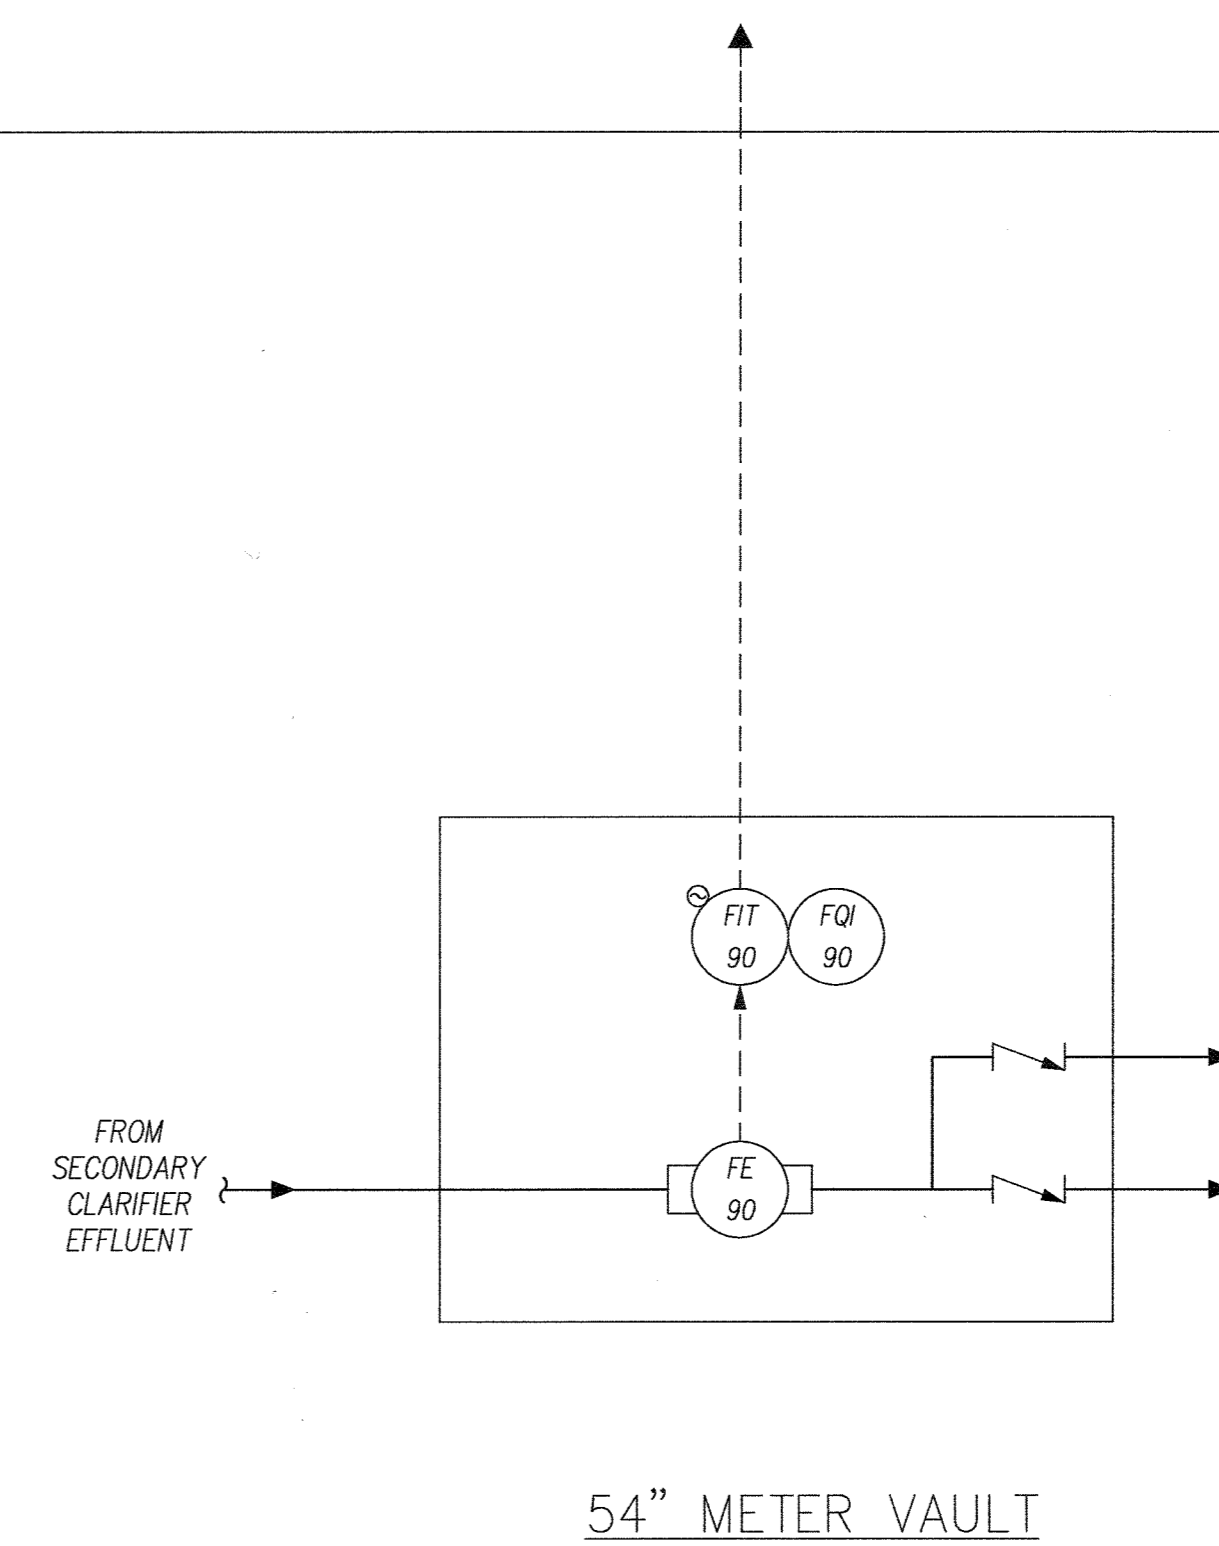 FIT
90
FQI
90
FROM
SECONDARY
CLARIFIER
EFFLUENT
FE
90
54” METER VAULT